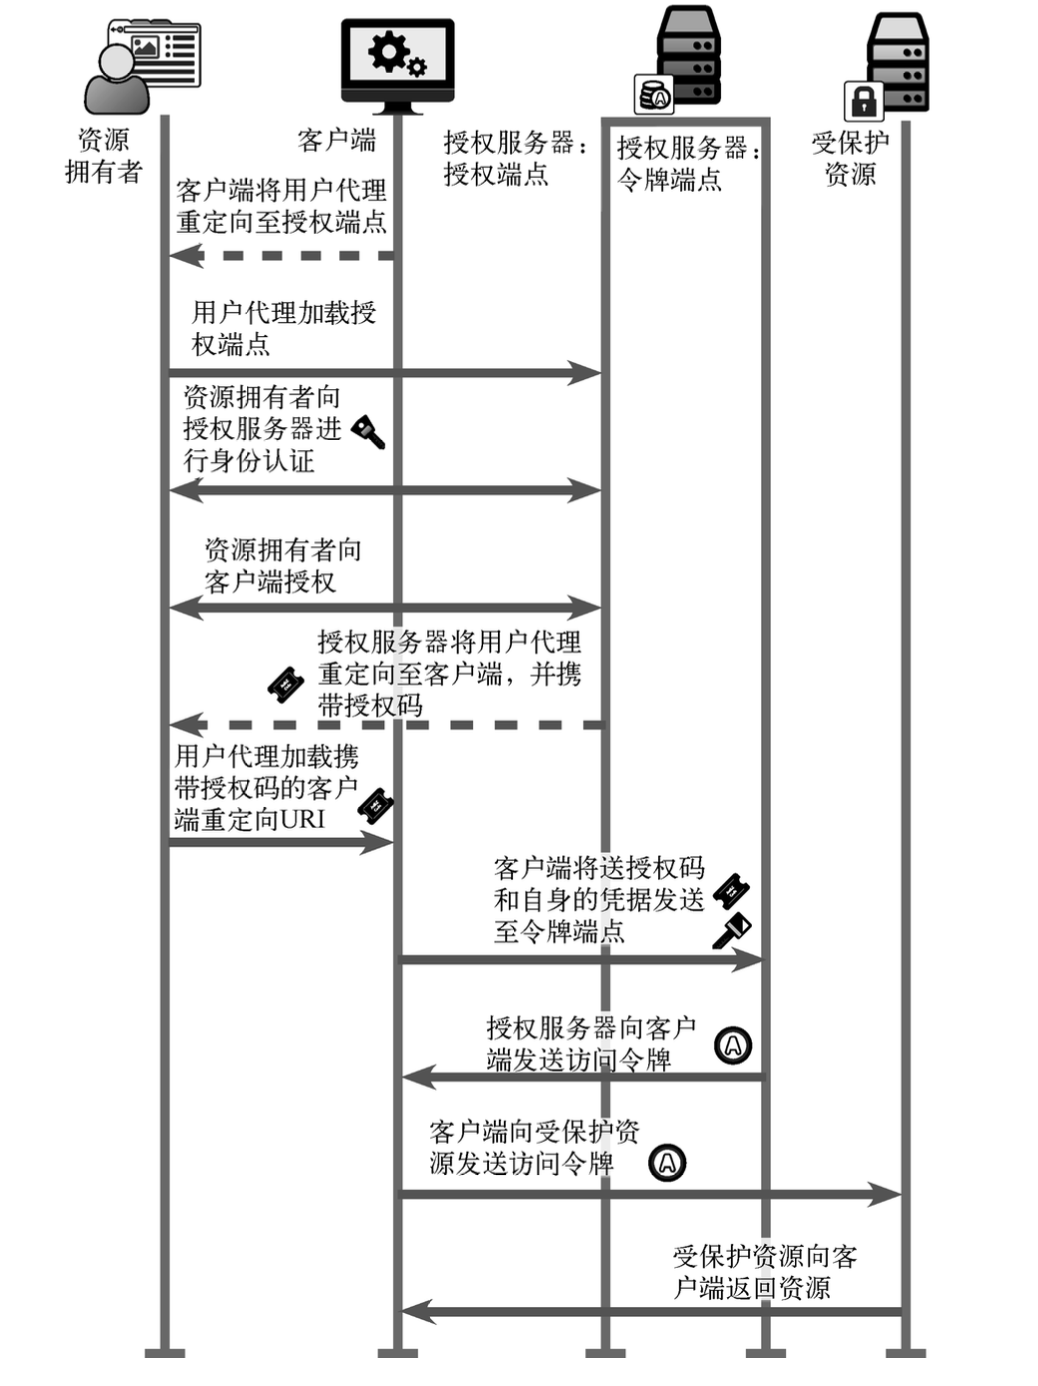 资源
拥有者
客户端
授权服务器：
授权端点
授权服务器：
令牌端点
受保护
资源
客户端将用户代理
重定向至授权端点
用户代理加载授
权端点
资源拥有者向
授权服务器进
行身份认证
资源拥有者向
客户端授权
授权服务器将用户代理
重定向至客户端，并携
带授权码
用户代理加载携
带授权码的客户
端重定向URI
客户端将送授权码
和自身的凭据发送
至令牌端点
授权服务器向客户
端发送访问令牌
A
客户端向受保护资
源发送访问令牌
A
受保护资源向客
户端返回资源